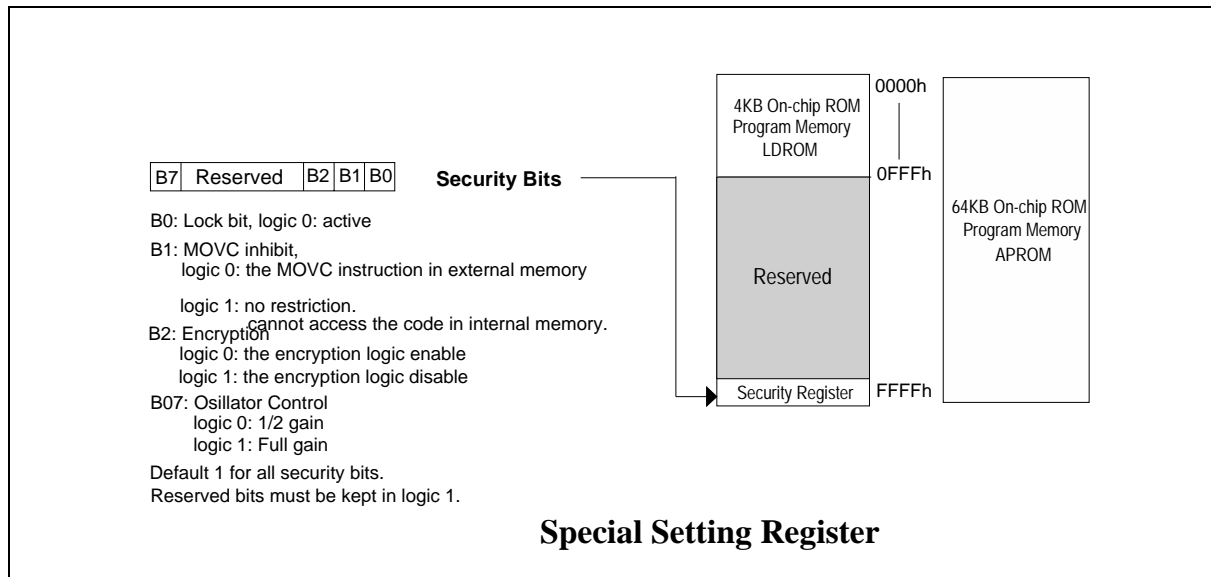 B7 Reserved B2 B1 B0
Security Bits
B0: Lock bit, logic 0: active
B1: MOVC inhibit,
logic 0: the MOVC instruction in external memory
logic 1: no restriction.
cannot access the code in internal memory.
B2: Encryption
logic 0: the encryption logic enable
logic 1: the encryption logic disable
B07: Osillator Control
logic 0: 1/2 gain
logic 1: Full gain
Default 1 for all security bits.
Reserved bits must be kept in logic 1.
4KB On-chip ROM
Program Memory
LDROM
Reserved
Security Register
0000h
0FFFh
FFFFh
64KB On-chip ROM
Program Memory
APROM
Special Setting Register